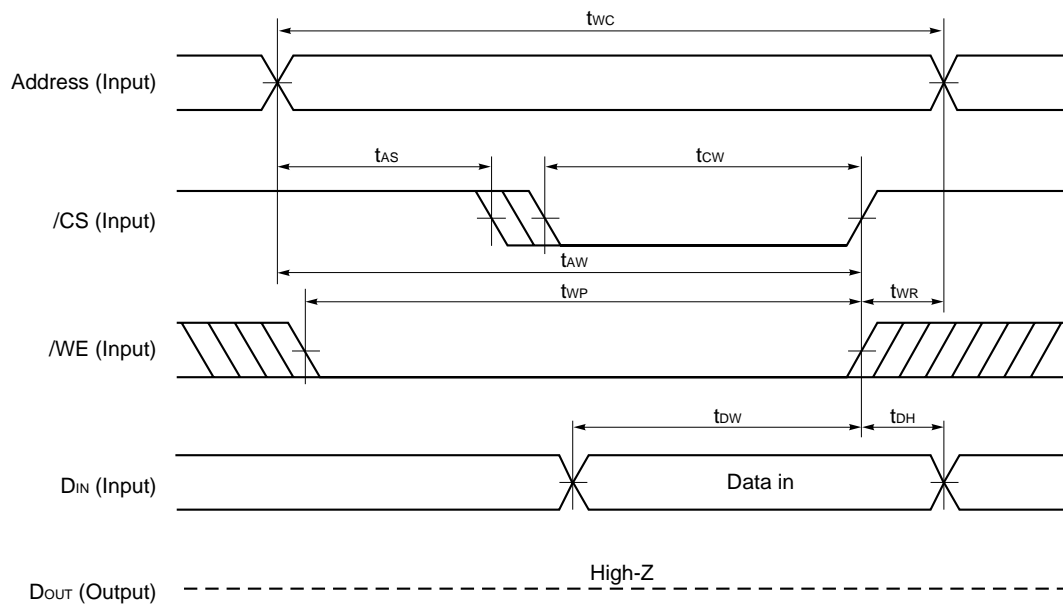 tWC
Address (Input)
tAS
tCW
/CS (Input)
tAW
tWP
tWR
/WE (Input)
tDW
tDH
DIN (Input)
Data in
High-Z
DOUT (Output)